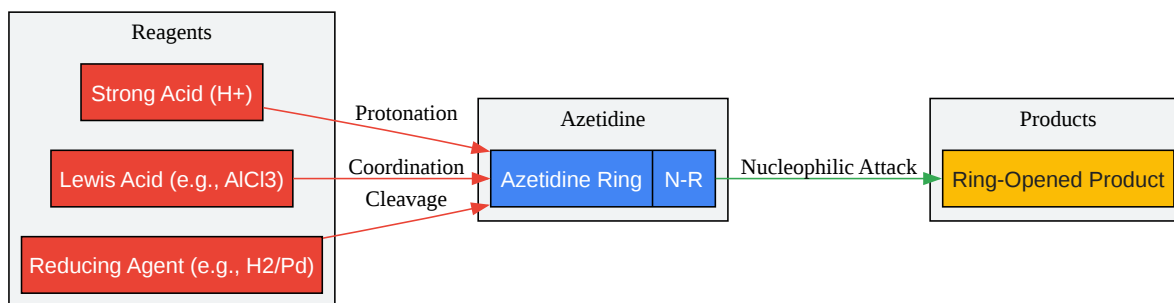 Reagents
Strong Acid (H+)
Protonation
Azetidine
Products
Lewis Acid (e.g., AlCl3)
Coordination
Azetidine Ring
N-R
Nucleophilic Attack
Ring-Opened Product
Cleavage
Reducing Agent (e.g., H2/Pd)